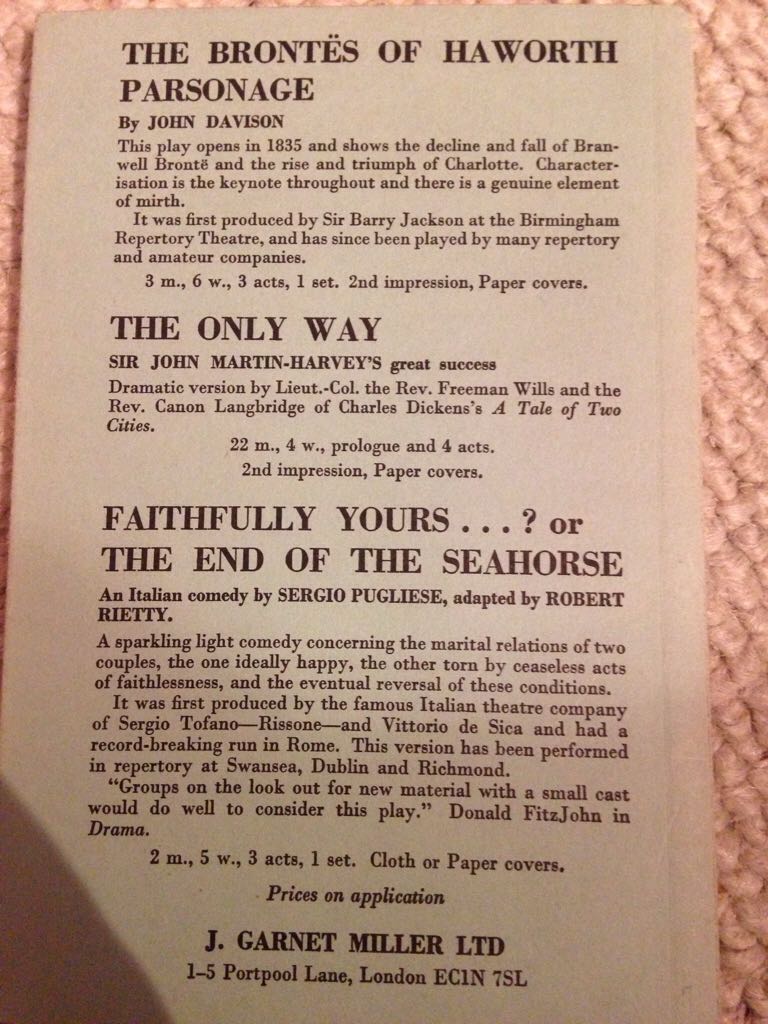 THE BRONTËS OF HAWORTH
PARSONAGE
By JOHN DAVISON
This play opens in 1835 and shows the decline and fall of Bran-
well Brontë and the rise and triumph of Charlotte. Character-
isation is the keynote throughout and there is a genuine element
of mirth.
It was first produced by Sir Barry Jackson at the Birmingham
Repertory Theatre, and has since been played by many repertory
and amateur companies.
3 m., 6 w., 3 acts, 1 set. 2nd impression, Paper covers.
THE ONLY WAY
SIR JOHN MARTIN-HARVEY'S great success
Dramatic version by Lieut.-Col. the Rev. Freeman Wills and the
Rev. Canon Langbridge of Charles Dickens's A Tale of Two
Cities.
22 m., 4 w., prologue and 4 acts.
2nd impression, Paper covers.
FAITHFULLY YOURS . . . ? or
THE END OF THE SEAHORSE
An Italian comedy by SERGIO PUGLIESE, adapted by ROBERT
RIETTY.
A sparkling light comedy concerning the marital relations of two
couples, the one ideally happy, the other torn by ceaseless acts
of faithlessness, and the eventual reversal of these conditions.
It was first produced by the famous Italian theatre company
of Sergio Tofano—Rissone—and Vittorio de Sica and had a
record-breaking run in Rome. This version has been performed
in repertory at Swansea, Dublin and Richmond.
"Groups on the look out for new material with a small cast
would do well to consider this play." Donald FitzJohn in
Drama.
2 m., 5 w., 3 acts, 1 set. Cloth or Paper covers.
Prices on application
J. GARNET MILLER LTD
1–5 Portpool Lane, London EC1N 7SL